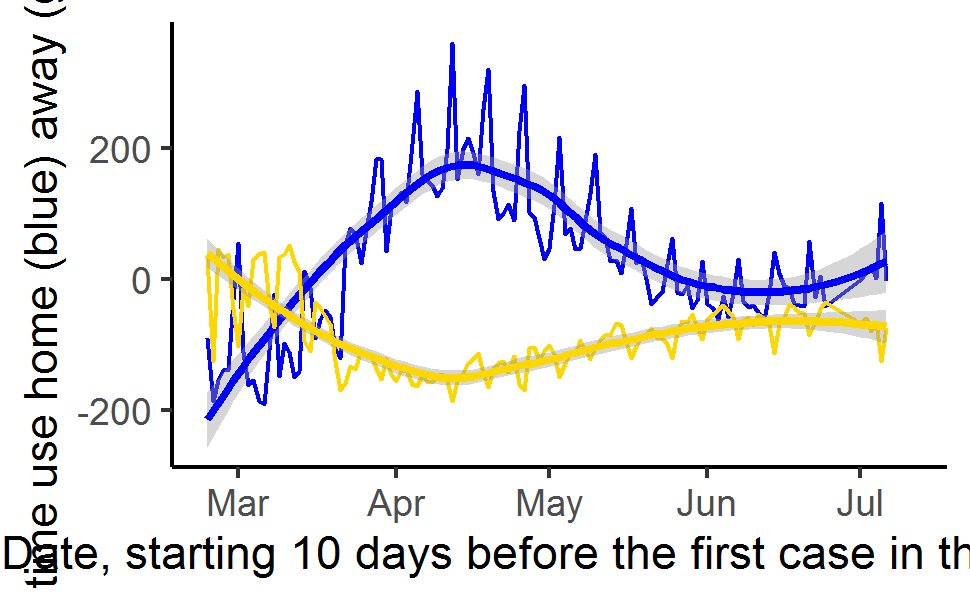 time use home (blue) away (
200
0
-200
Mar Apr May Jun Jul
Date, starting 10 days before the first case in th